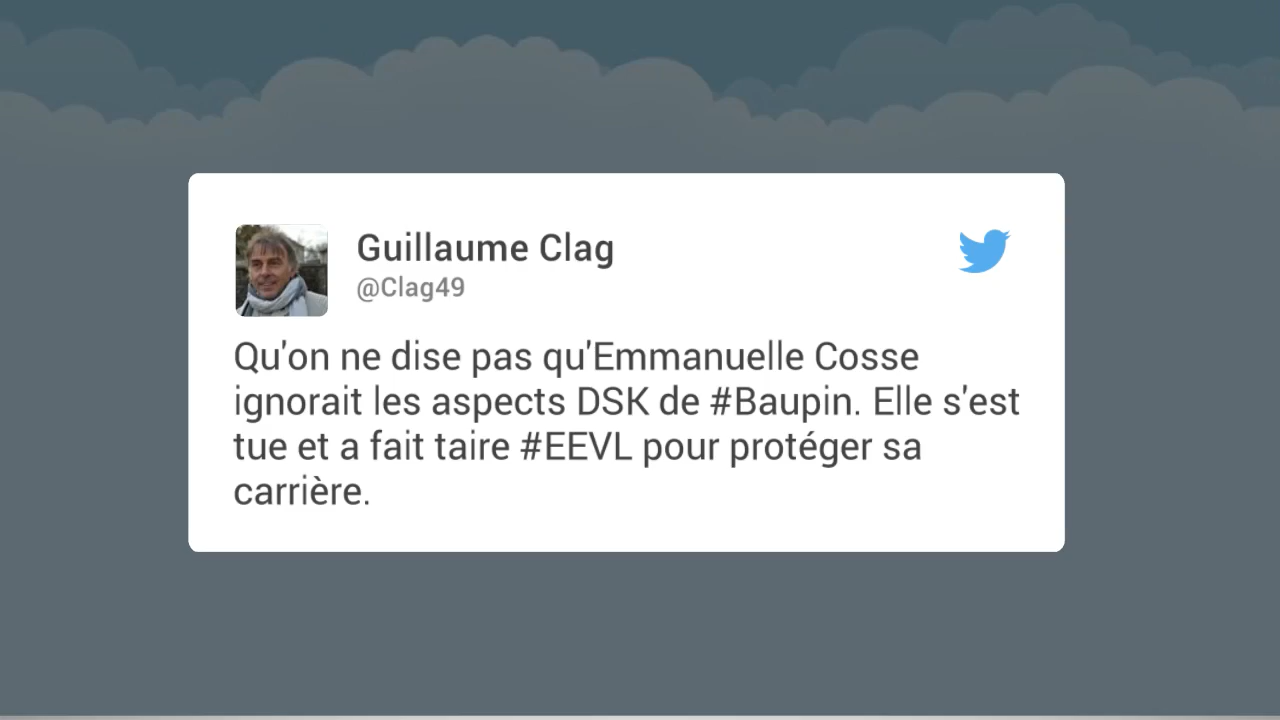 Guillaume Clag
@Clag49
Qu'on ne dise pas qu'Emmanuelle Cosse
ignorait les aspects DSK de #Baupin. Elle s'est
tue et a fait taire #EEVL pour protéger sa
carrière.